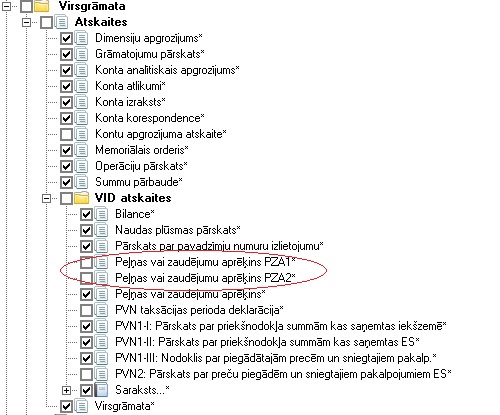 Virsgrāmata
Atskaites
Dimensiju apgrozījums*
Grāmatojumu pārskats*
Konta analītiskais apgrozījums*
Konta atlikumi*
Konta izraksts*
Konta korespondence*
Kontu apgrozījuma atskaite*
Memoriālais orderis*
Operāciju pārskats*
Summu pārbaude*
VID atskaites
Bilance*
Naudas plūsmas pārskats*
Pārskats par pavadzīmju numuru izlietojumu*
Peļņas vai zaudējumu aprēķins PZA1*
Peļņas vai zaudējumu aprēķins PZA2*
Peļņas vai zaudējumu aprēķins*
PVN taksācijas perioda deklarācija*
PVN1-I: Pārskats par priekšnodokļa summām kas saņemtas iekšzemē*
PVN1-II: Pārskats par priekšnodokļa summām kas saņemtas ES*
PVN1-III: Nodoklis par piegādātajām precēm un sniegtajiem pakalp.*
PVN2: Pārskats par preču piegādēm un sniegtajiem pakalpojumiem ES*
Saraksts...*
Virsgrāmata*